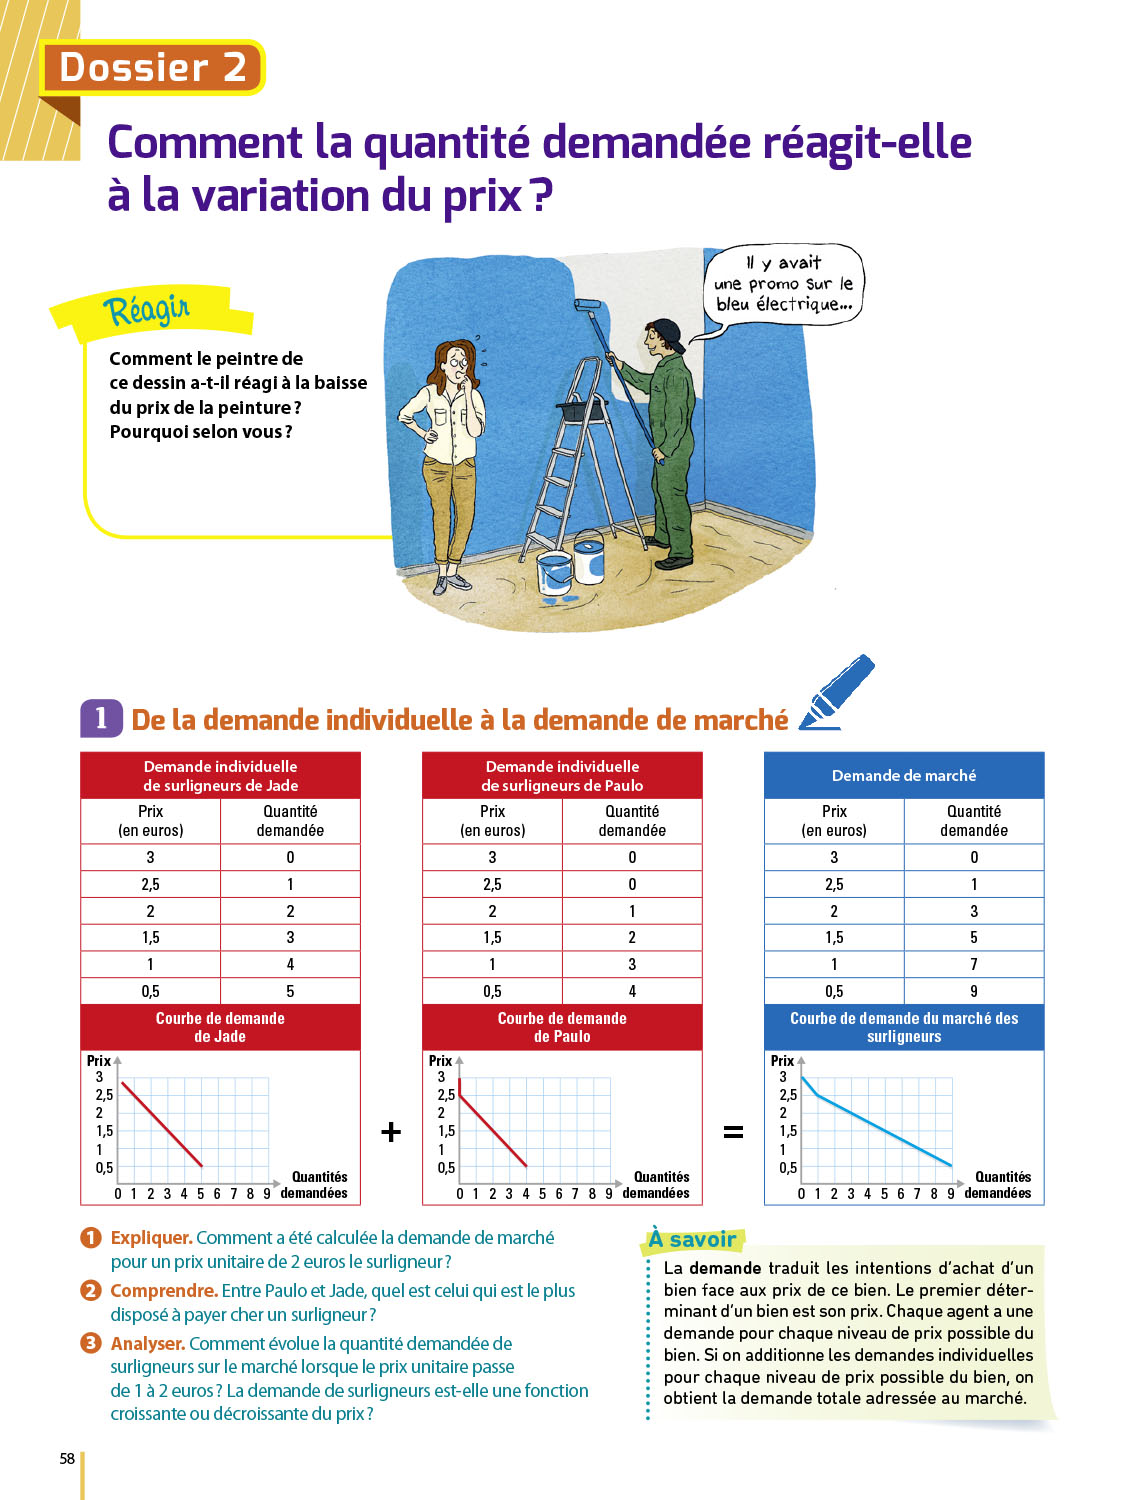 Dossier 2
Comment la quantité demandée réagit-elle
à la variation du prix ?
Réagir
Comment le peintre de
ce dessin a-t-il réagi à la baisse
du prix de la peinture ?
Pourquoi selon vous ?
Il y avait
une promo sur le
bleu électrique...
1 De la demande individuelle à la demande de marché
Demande individuelle
de surligneurs de Jade
Prix
(en euros)
Quantité
demandée
3 0
2,5 1
2 2
1,5 3
1 4
0,5 5
Courbe de demande
de Jade
Prix
3
2,5
2
1,5
1
0,5
0 1 2 3 4 5 6 7 8 9
Quantités
demandées
+
Demande individuelle
de surligneurs de Paulo
Prix
(en euros)
Quantité
demandée
3 0
2,5 0
2 1
1,5 2
1 3
0,5 4
Courbe de demande
de Paulo
Prix
3
2,5
2
1,5
1
0,5
0 1 2 3 4 5 6 7 8 9
Quantités
demandées
=
Demande de marché
Prix
(en euros)
Quantité
demandée
3 0
2,5 1
2 3
1,5 5
1 7
0,5 9
Courbe de demande du marché des
surligneurs
Prix
3
2,5
2
1,5
1
0,5
0 1 2 3 4 5 6 7 8 9
Quantités
demandées
1 Expliquer. Comment a été calculée la demande de marché
pour un prix unitaire de 2 euros le surligneur ?
2 Comprendre. Entre Paulo et Jade, quel est celui qui est le plus
disposé à payer cher un surligneur ?
3 Analyser. Comment évolue la quantité demandée de
surligneurs sur le marché lorsque le prix unitaire passe
de 1 à 2 euros ? La demande de surligneurs est-elle une fonction
croissante ou décroissante du prix ?
À savoir
La demande traduit les intentions d'achat d'un
bien face aux prix de ce bien. Le premier déter-
minant d'un bien est son prix. Chaque agent a une
demande pour chaque niveau de prix possible du
bien. Si on additionne les demandes individuelles
pour chaque niveau de prix possible du bien, on
obtient la demande totale adressée au marché.
58